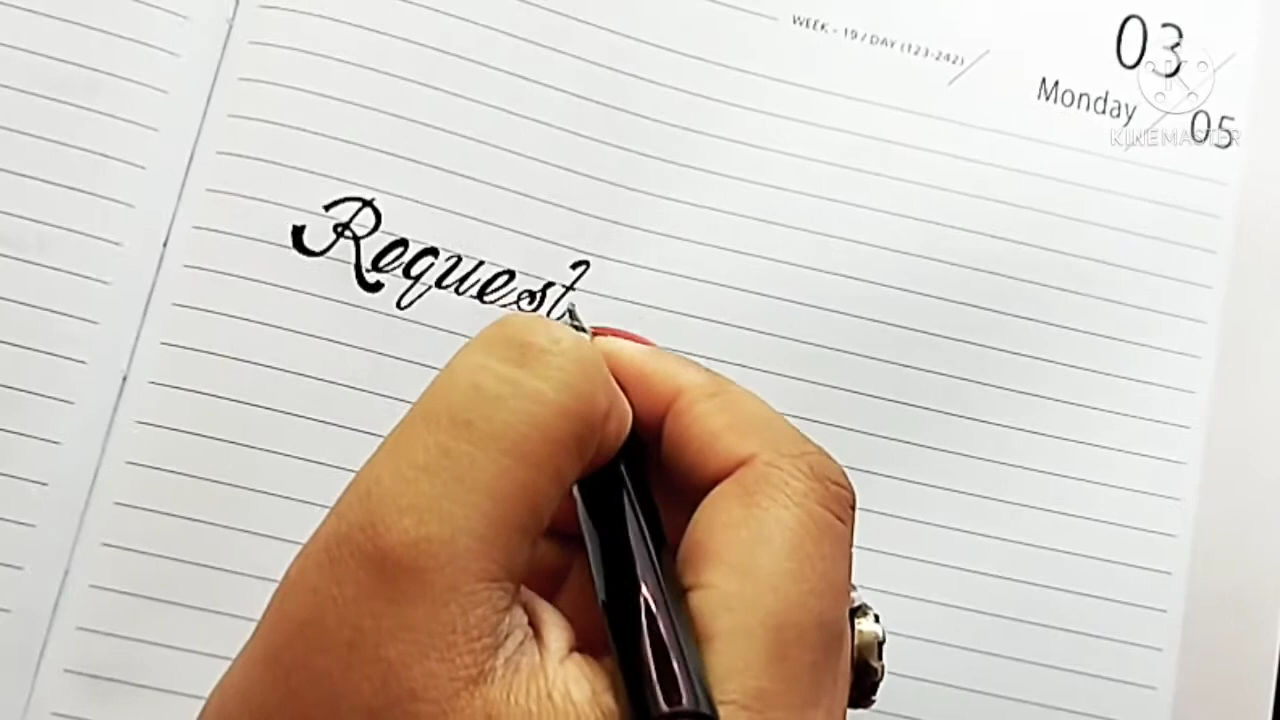 WEEK - 19 / DAY (123-242)
03
Monday
05
K
KINEMASTER
Request